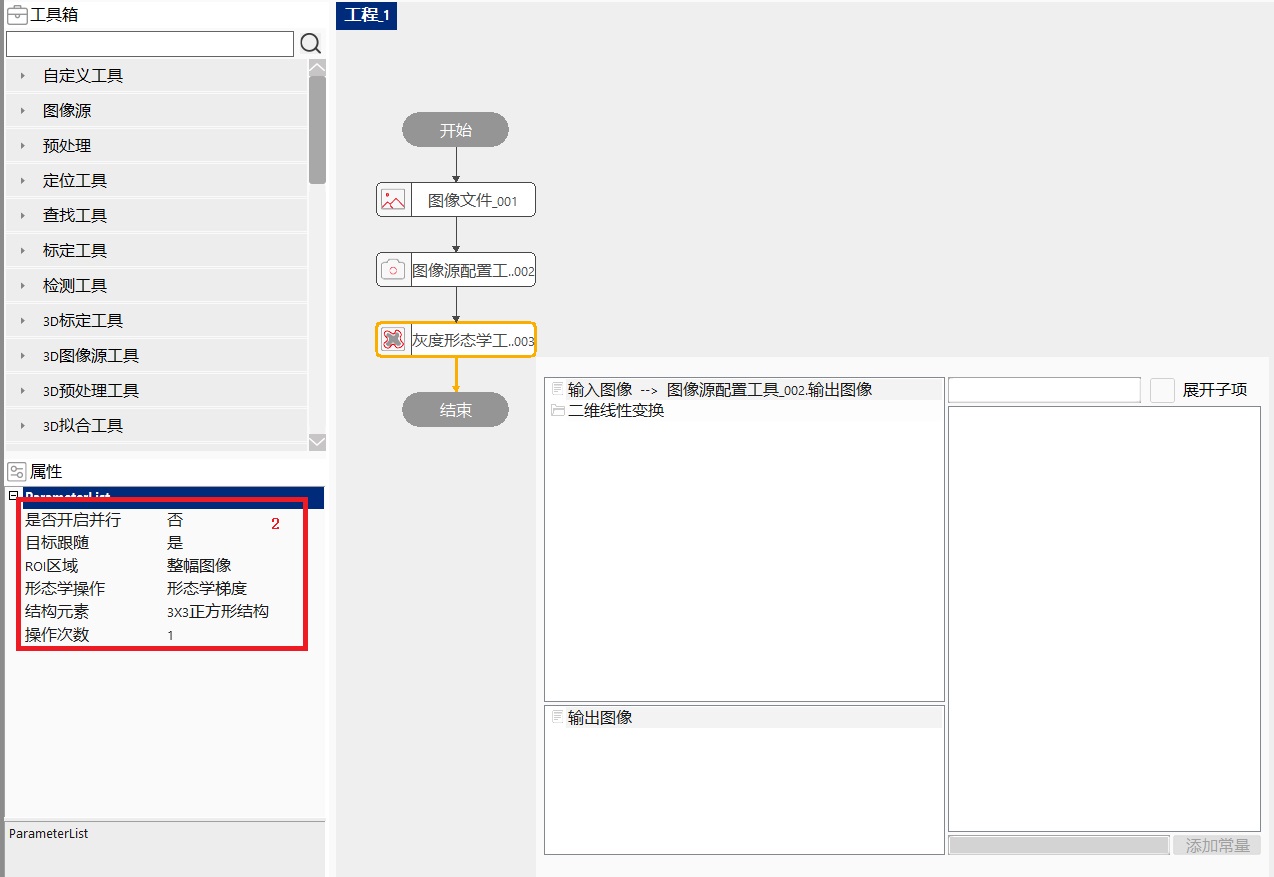 工具箱
自定义工具
图像源
预处理
定位工具
查找工具
标定工具
检测工具
3D标定工具
3D图像源工具
3D预处理工具
3D拟合工具
属性
ParameterList
是否开启并行 否
2
目标跟随 是
ROI区域 整幅图像
形态学操作 形态学梯度
结构元素 3X3正方形结构
操作次数 1
ParameterList
工程_1
开始
图像文件_001
图像源配置工..002
灰度形态学工..003
结束
输入图像 --> 图像源配置工具_002.输出图像
二维线性变换
输出图像
展开子项
添加常量